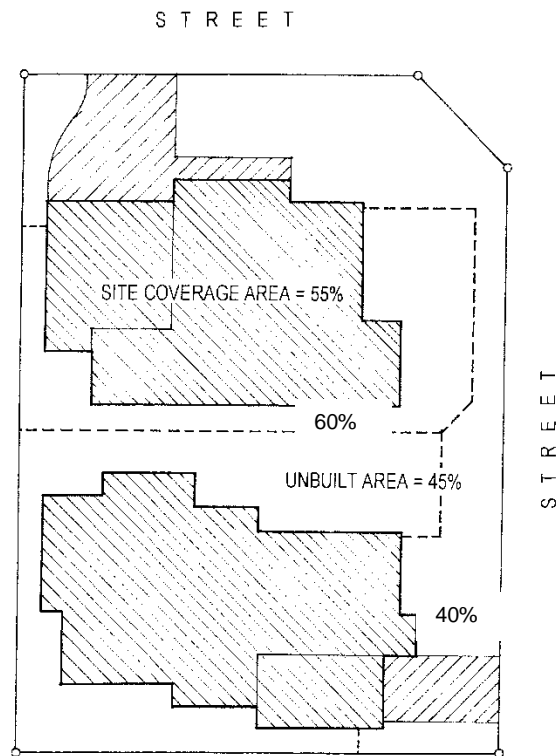 STREET
SITE COVERAGE AREA = 55%
60%
STREET
UNBUILT AREA = 45%
40%